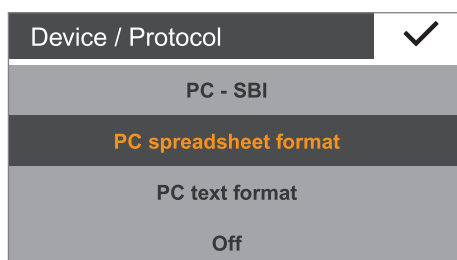 Device / Protocol
PC - SBI
PC spreadsheet format
PC text format
Off